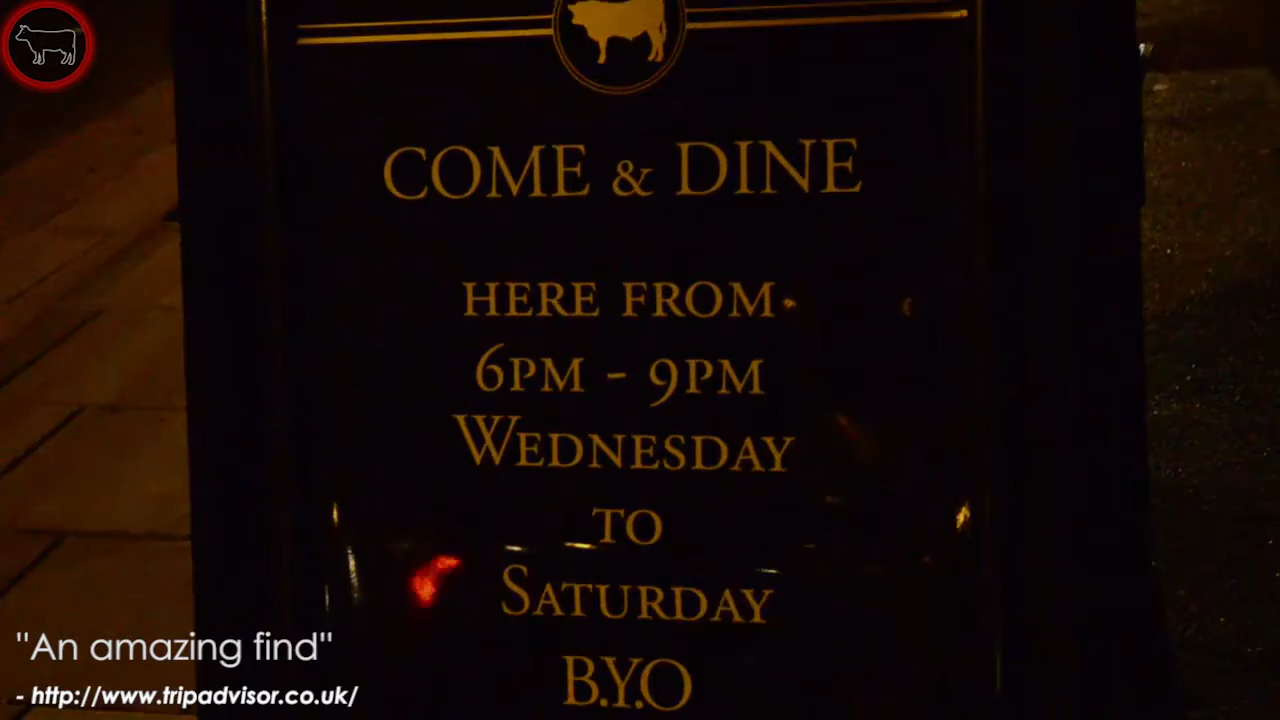 COME & DINE
HERE FROM
6PM - 9PM
WEDNESDAY
TO
SATURDAY
B.Y.O
"An amazing find"
- http://www.tripadvisor.co.uk/